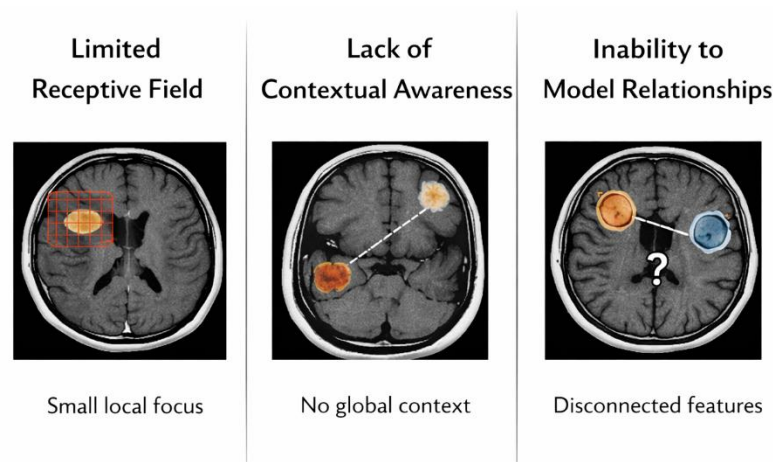 Limited
Receptive Field
Small local focus
Lack of
Contextual Awareness
No global context
Inability to
Model Relationships
?
Disconnected features